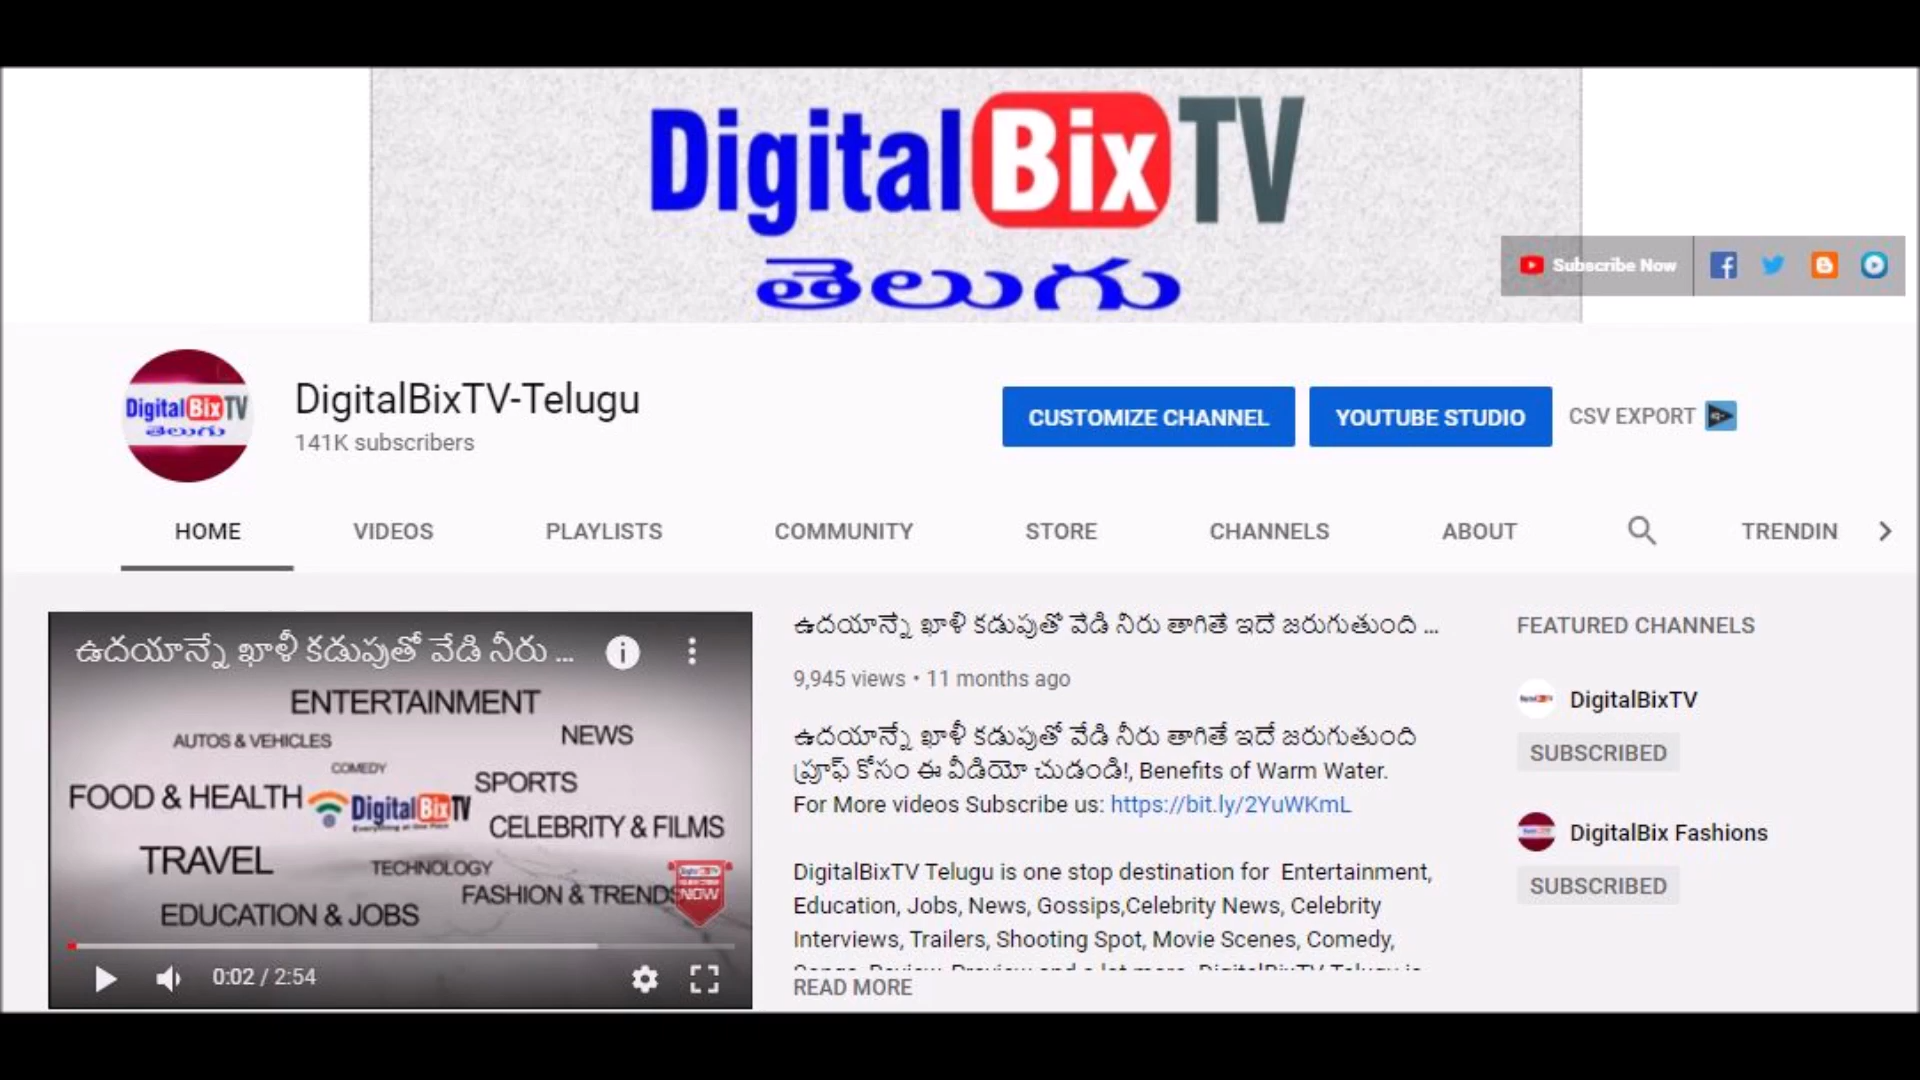 DigitalBixTV
తెలుగు
Subscribe Now
DigitalBixTV
తెలుగు
DigitalBixTV-Telugu
141K subscribers
CUSTOMIZE CHANNEL
YOUTUBE STUDIO
CSV EXPORT
HOME
VIDEOS
PLAYLISTS
COMMUNITY
STORE
CHANNELS
ABOUT
TRENDIN
ఉదయాన్నే ఖాళీ కడుపుతో వేడి నీరు ...
ENTERTAINMENT
AUTOS & VEHICLES
NEWS
COMEDY
FOOD & HEALTH
SPORTS
DigitalBixTV
CELEBRITY & FILMS
TRAVEL
TECHNOLOGY
FASHION & TRENDS
NOW
EDUCATION & JOBS
0:02 / 2:54
ఉదయాన్నే ఖాళీ కడుపుతో వేడి నీరు తాగితే ఇదే జరుగుతుంది ...
9,945 views • 11 months ago
ఉదయాన్నే ఖాళీ కడుపుతో వేడి నీరు తాగితే ఇదే జరుగుతుంది
ప్రూఫ్ కోసం ఈ వీడియో చుడండి!, Benefits of Warm Water.
For More videos Subscribe us: https://bit.ly/2YuWKmL
DigitalBixTV Telugu is one stop destination for Entertainment,
Education, Jobs, News, Gossips,Celebrity News, Celebrity
Interviews, Trailers, Shooting Spot, Movie Scenes, Comedy,
READ MORE
FEATURED CHANNELS
DigitalBixTV
SUBSCRIBED
DigitalBix Fashions
SUBSCRIBED